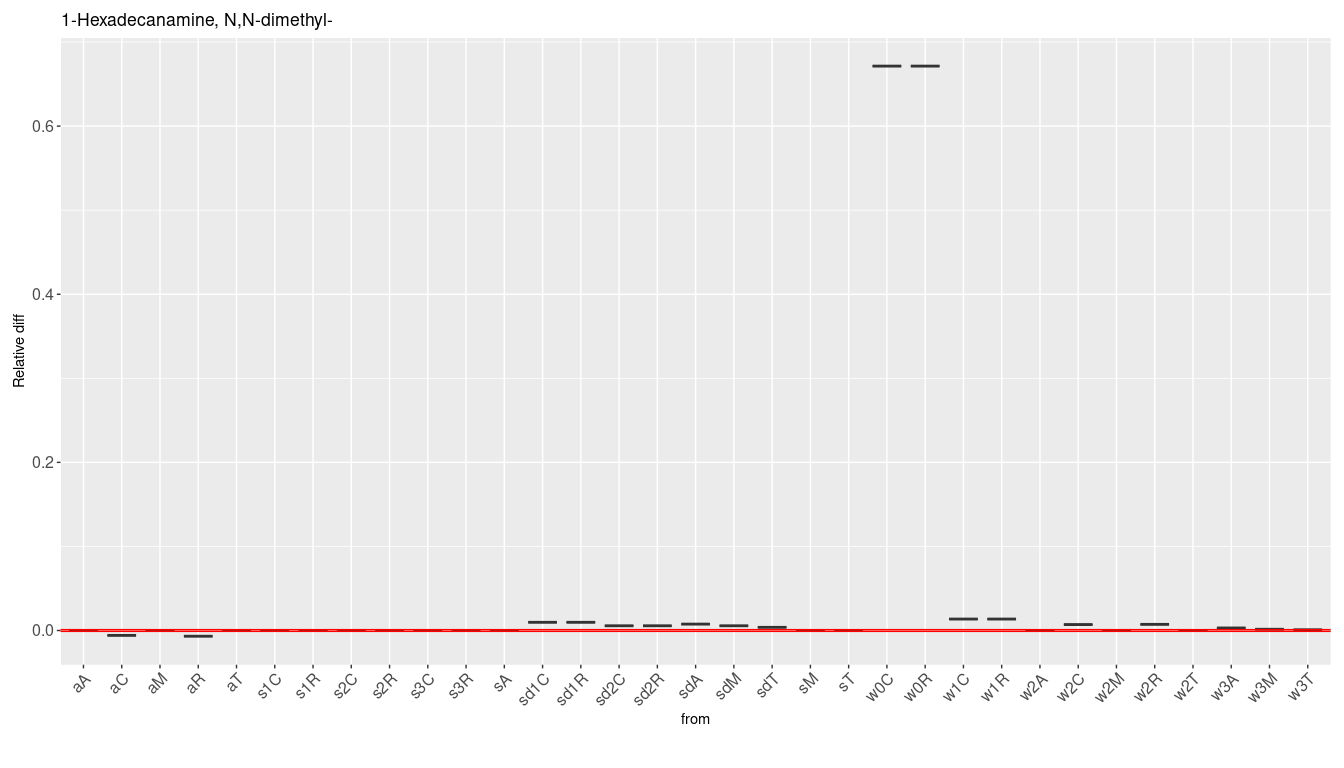 1-Hexadecanamine, N,N-dimethyl-
Relative diff
0.6
0.4
0.2
0.0
aA aC aM aR aT s1C s1R s2C s2R s3C s3R sA sd1C sd1R sd2C sd2R sdA sdM sdT sM sT w0C w0R w1C w1R w2A w2C w2M w2R w2T w3A w3M w3T
from